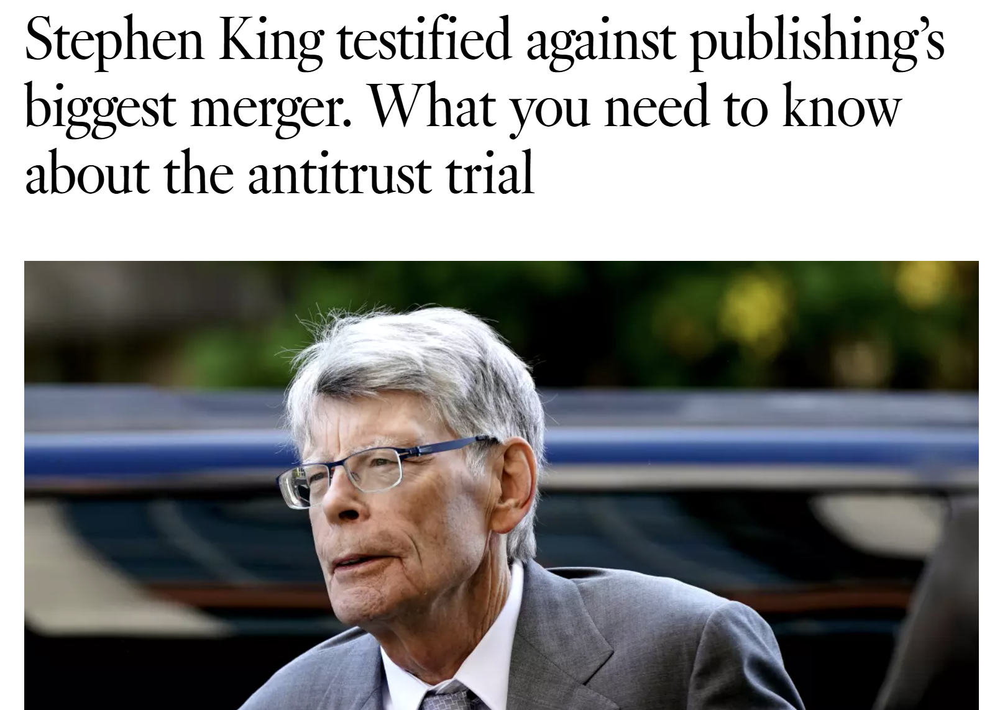 Stephen King testified against publishing’s
biggest merger. What you need to know
about the antitrust trial